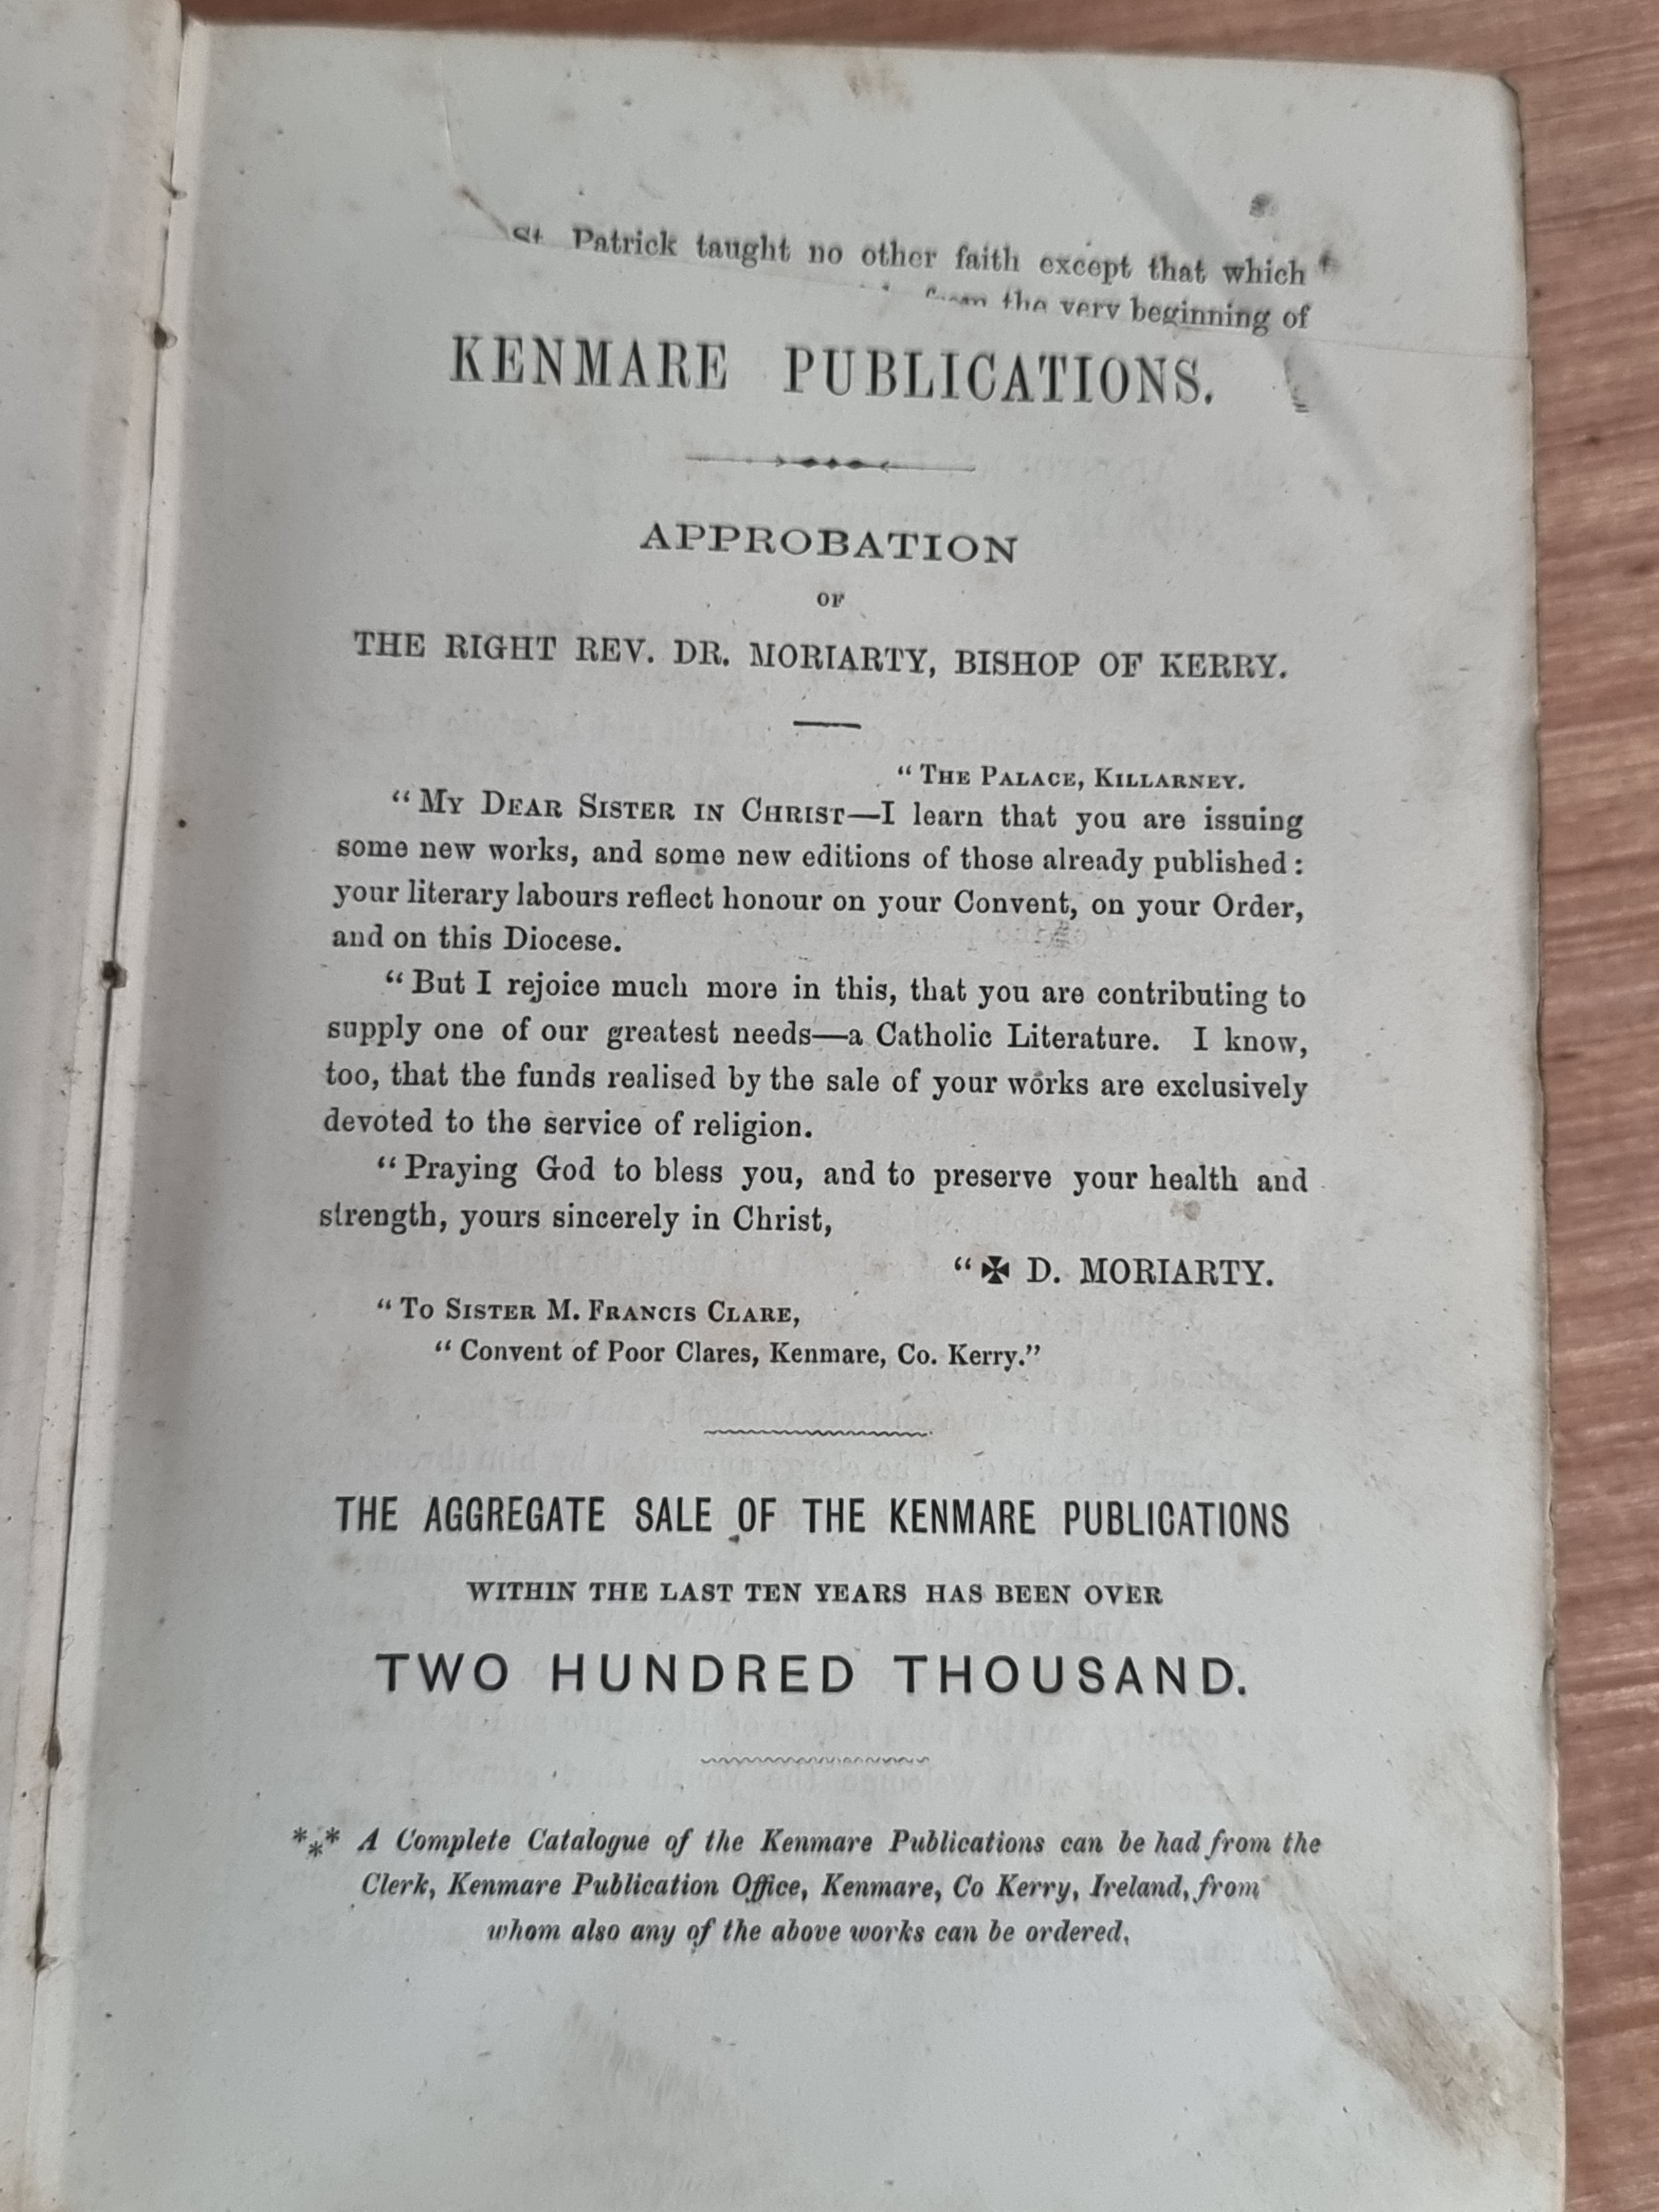 St. Patrick taught no other faith except that which
from the very beginning of
KENMARE PUBLICATIONS.
APPROBATION
OF
THE RIGHT REV. DR. MORIARTY, BISHOP OF KERRY.
“THE PALACE, KILLARNEY.
“MY DEAR SISTER IN CHRIST—I learn that you are issuing
some new works, and some new editions of those already published:
your literary labours reflect honour on your Convent, on your Order,
and on this Diocese.
“But I rejoice much more in this, that you are contributing to
supply one of our greatest needs—a Catholic Literature. I know,
too, that the funds realised by the sale of your works are exclusively
devoted to the service of religion.
“Praying God to bless you, and to preserve your health and
strength, yours sincerely in Christ,
“✠ D. MORIARTY.
“To SISTER M. FRANCIS CLARE,
“Convent of Poor Clares, Kenmare, Co. Kerry.”
THE AGGREGATE SALE OF THE KENMARE PUBLICATIONS
WITHIN THE LAST TEN YEARS HAS BEEN OVER
TWO HUNDRED THOUSAND.
*⁎* A Complete Catalogue of the Kenmare Publications can be had from the
Clerk, Kenmare Publication Office, Kenmare, Co Kerry, Ireland, from
whom also any of the above works can be ordered.